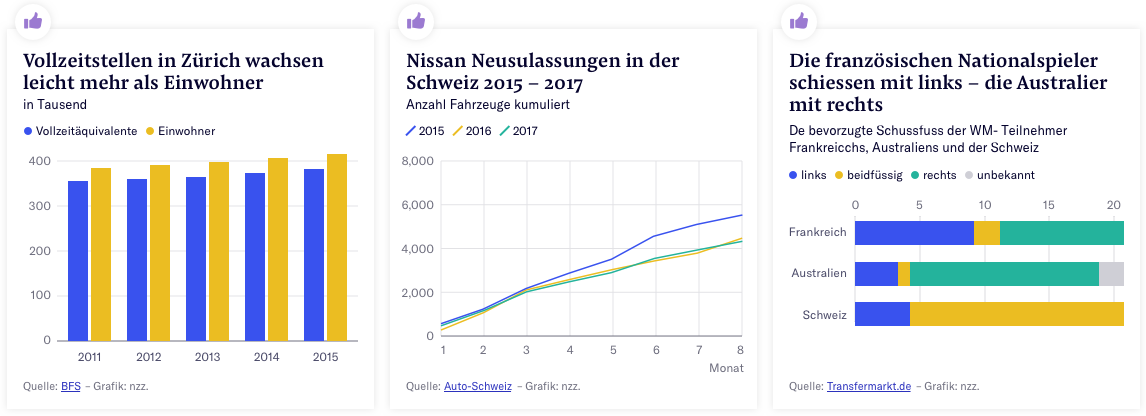 Vollzeitstellen in Zürich wachsen
leicht mehr als Einwohner
in Tausend
Vollzeitäquivalente Einwohner
400
300
200
100
0
2011 2012 2013 2014 2015
Quelle: BFS – Grafik: nzz.
Nissan Neusulassungen in der
Schweiz 2015 – 2017
Anzahl Fahrzeuge kumuliert
2015 2016 2017
8,000
6,000
4,000
2,000
0
1 2 3 4 5 6 7 8
Monat
Quelle: Auto-Schweiz – Grafik: nzz.
Die französischen Nationalspieler
schiessen mit links – die Australier
mit rechts
De bevorzugte Schussfuss der WM- Teilnehmer
Frankreicchs, Australiens und der Schweiz
links beidfüssig rechts unbekannt
0 5 10 15 20
Frankreich
Australien
Schweiz
Quelle: Transfermarkt.de – Grafik: nzz.